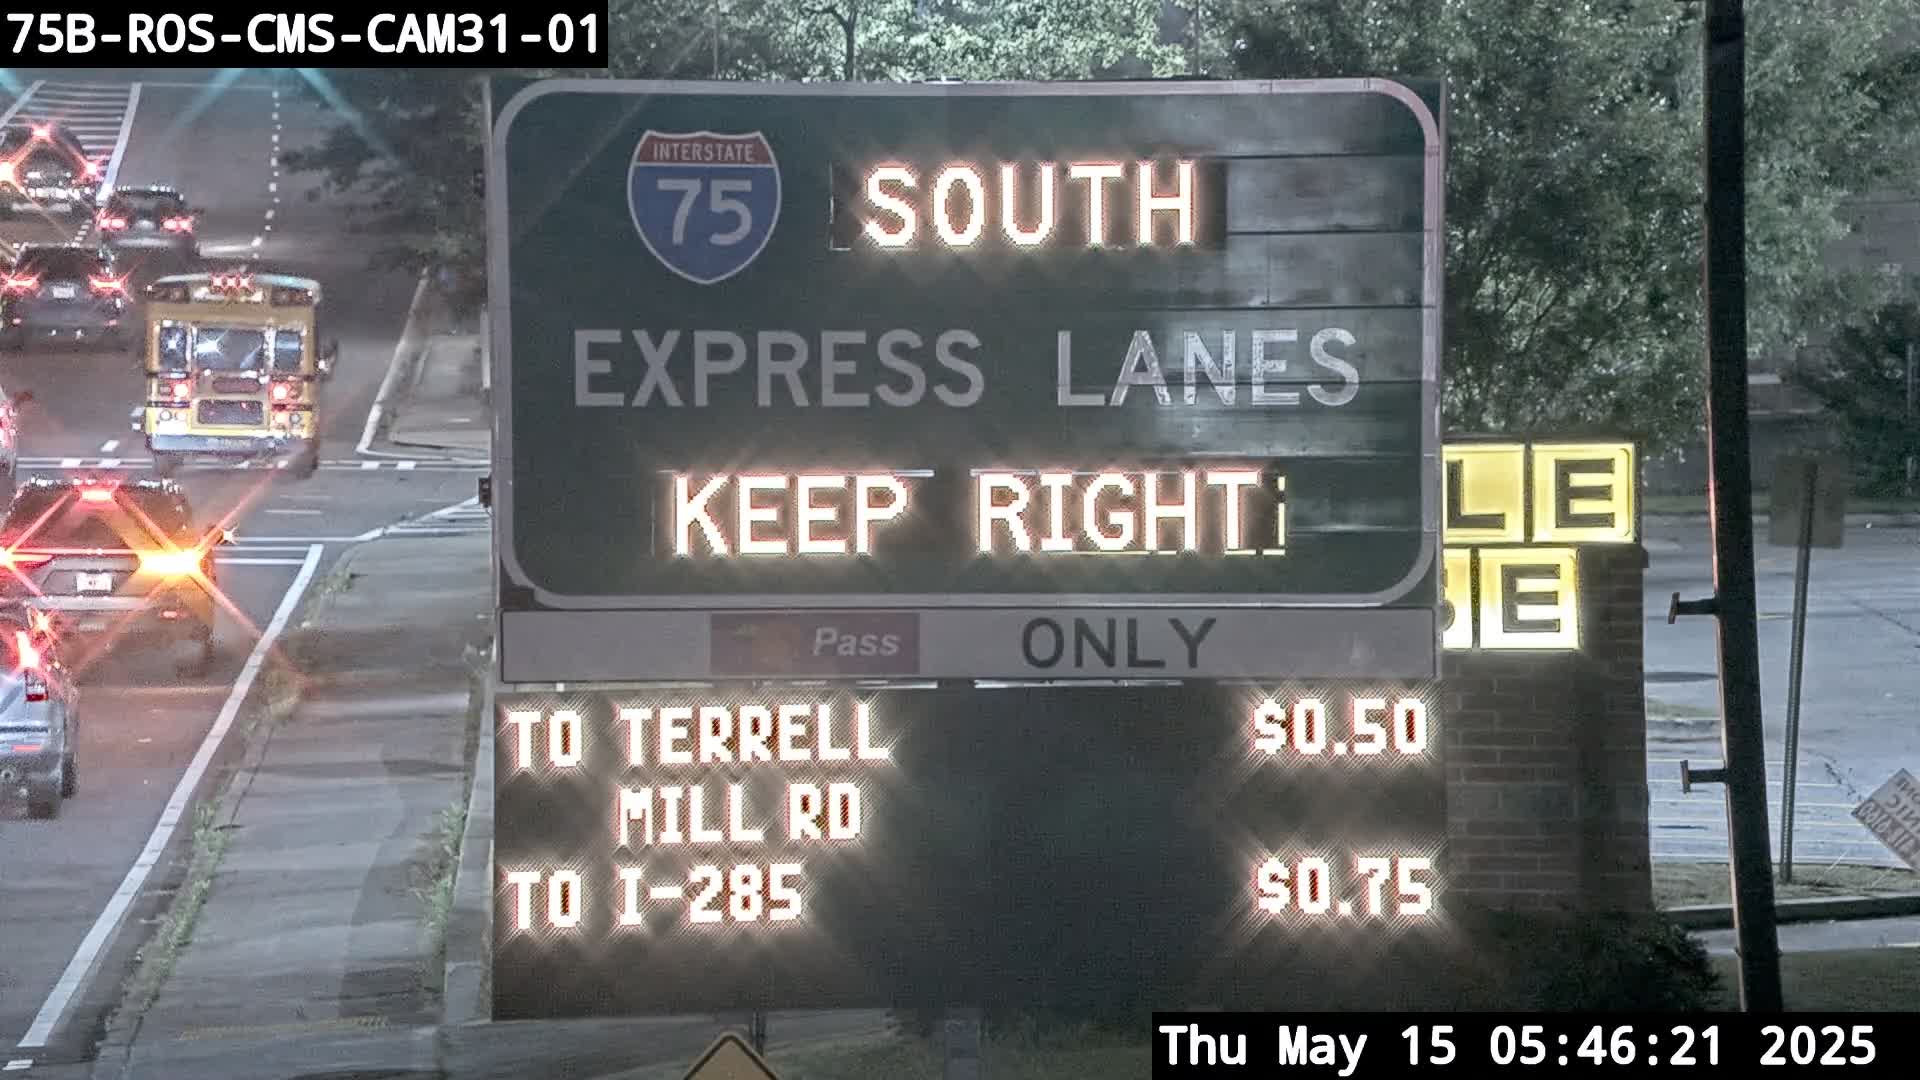 75B-ROS-CMS-CAM31-01
INTERSTATE
75
SOUTH
EXPRESS LANES
KEEP RIGHT
Pass ONLY
TO TERRELL $0.50
MILL RD
TO I-285 $0.75
LE
E
Thu May 15 05:46:21 2025